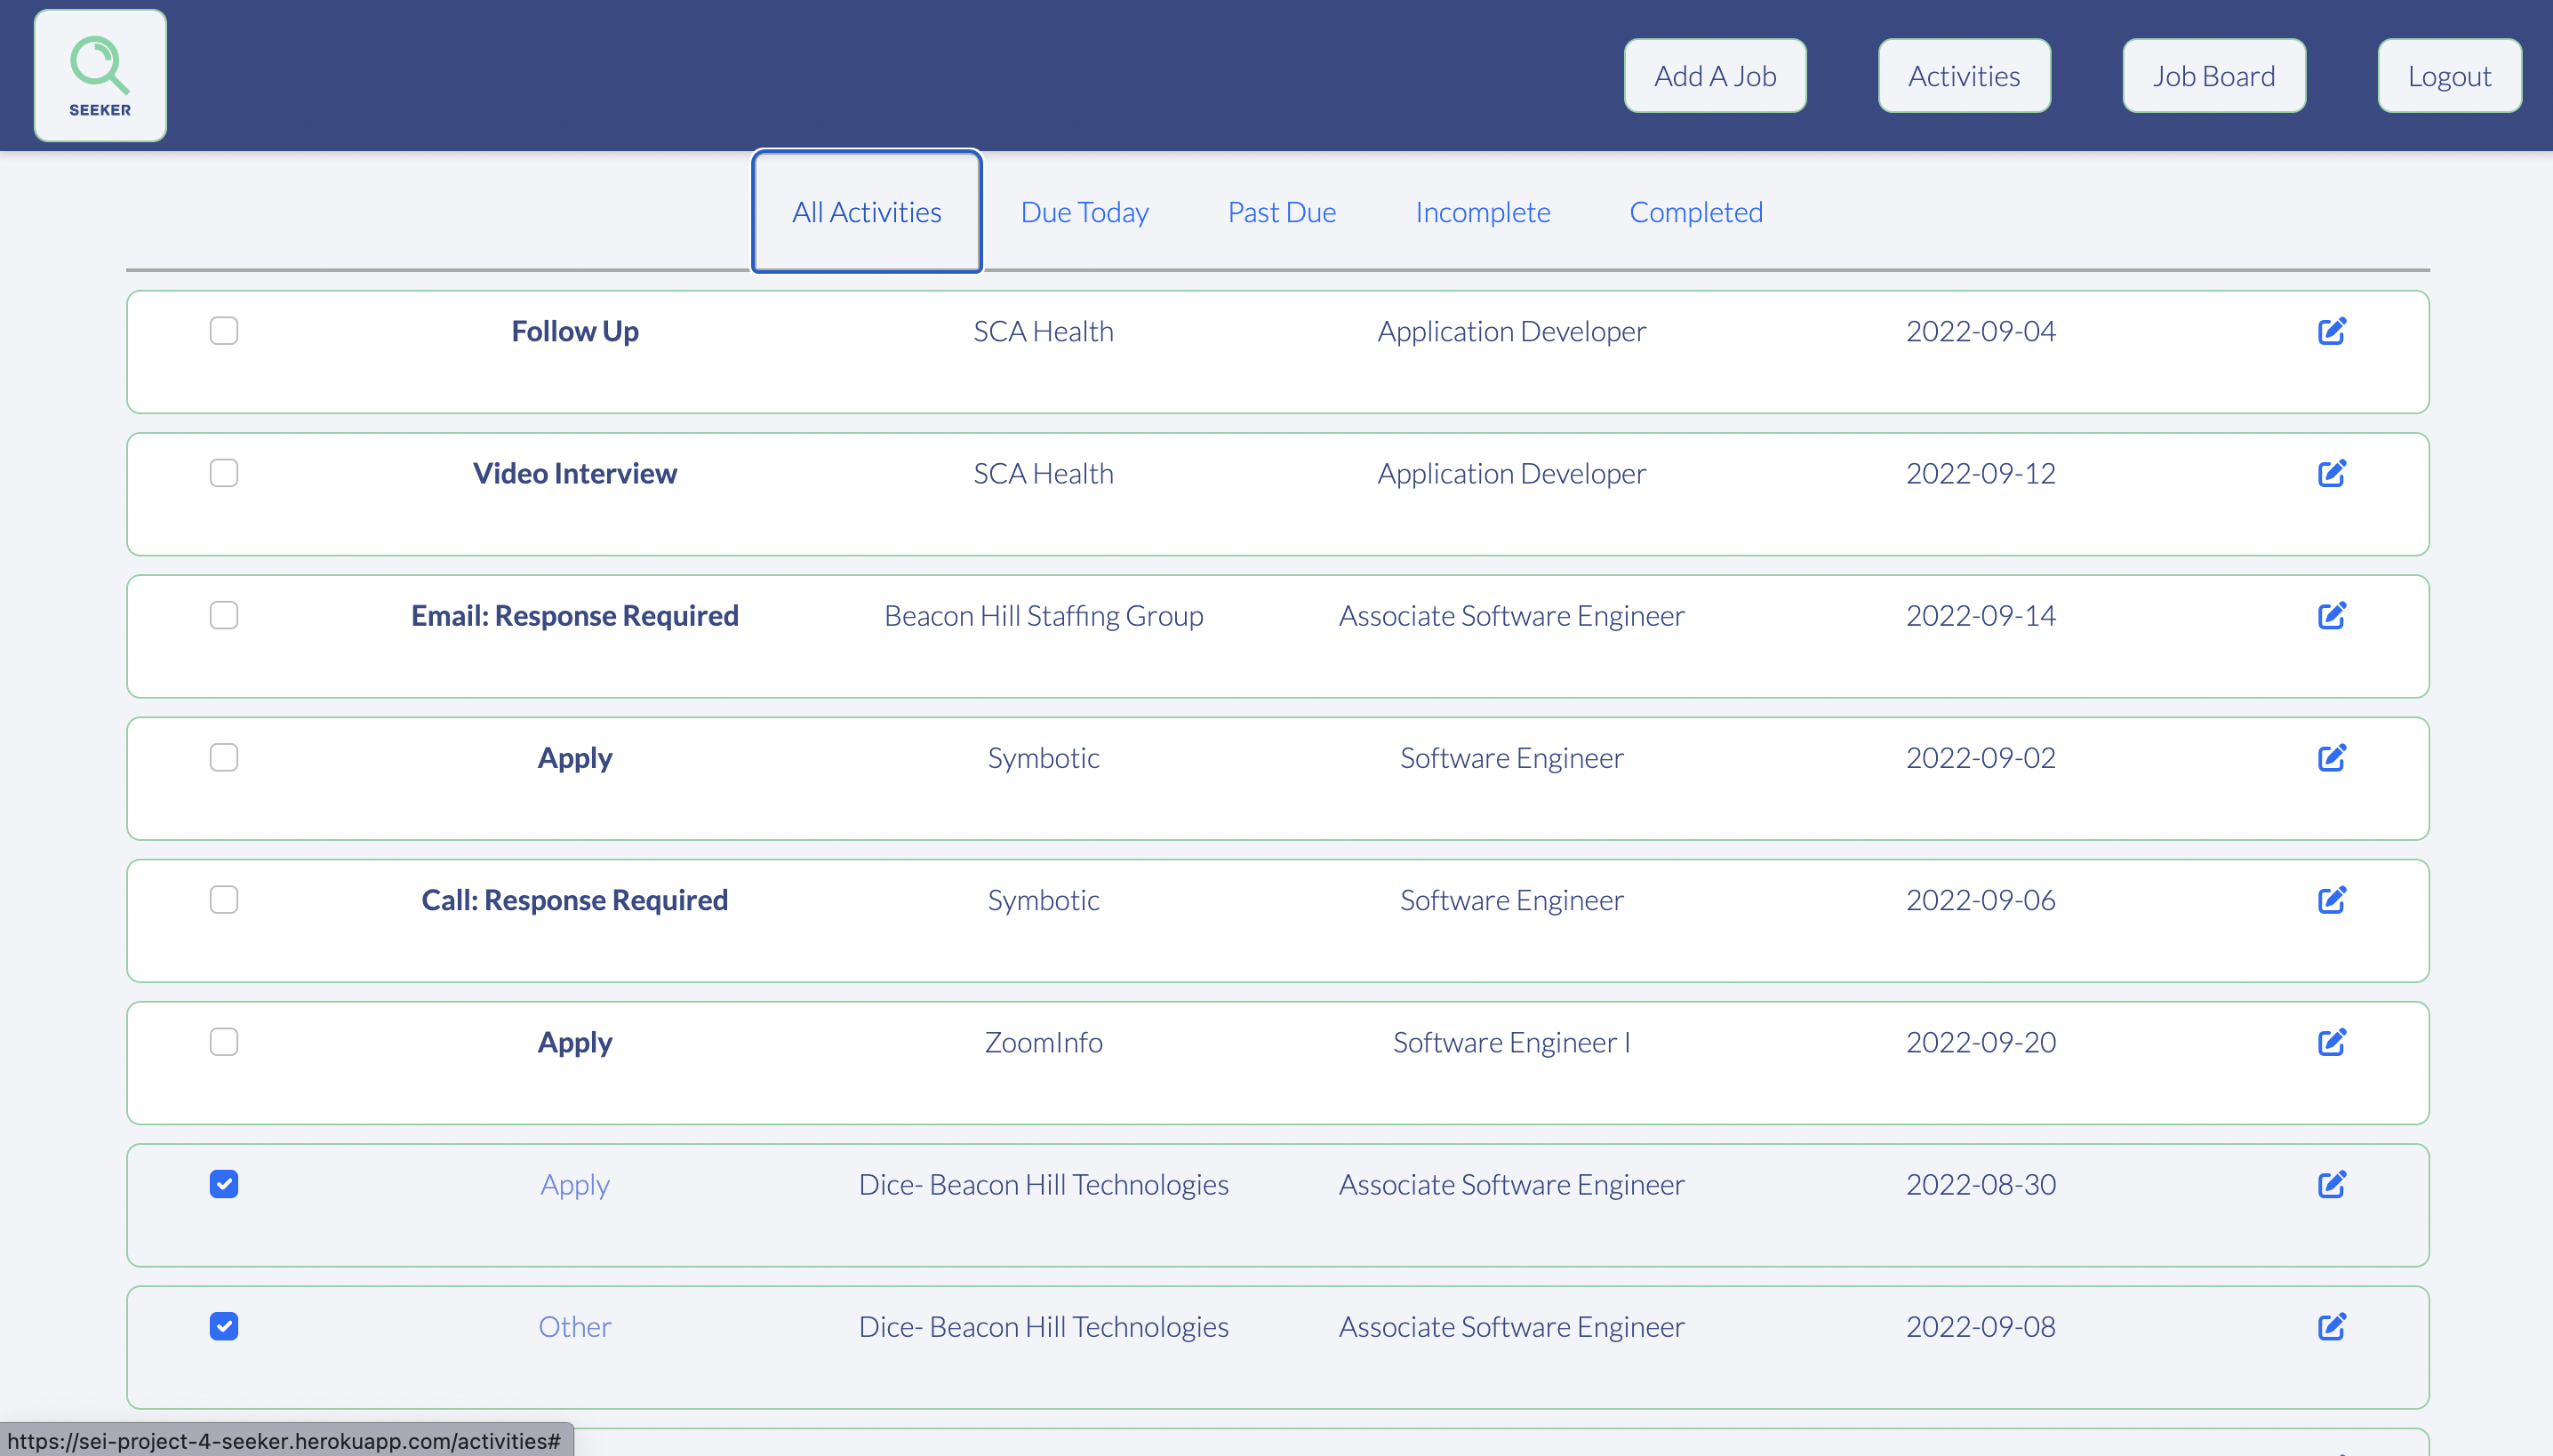 SEEKER
Add A Job Activities Job Board Logout
All Activities Due Today Past Due Incomplete Completed
Follow Up SCA Health Application Developer 2022-09-04
Video Interview SCA Health Application Developer 2022-09-12
Email: Response Required Beacon Hill Staffing Group Associate Software Engineer 2022-09-14
Apply Symbotic Software Engineer 2022-09-02
Call: Response Required Symbotic Software Engineer 2022-09-06
Apply ZoomInfo Software Engineer I 2022-09-20
Apply Dice- Beacon Hill Technologies Associate Software Engineer 2022-08-30
Other Dice- Beacon Hill Technologies Associate Software Engineer 2022-09-08
https://sei-project-4-seeker.herokuapp.com/activities#